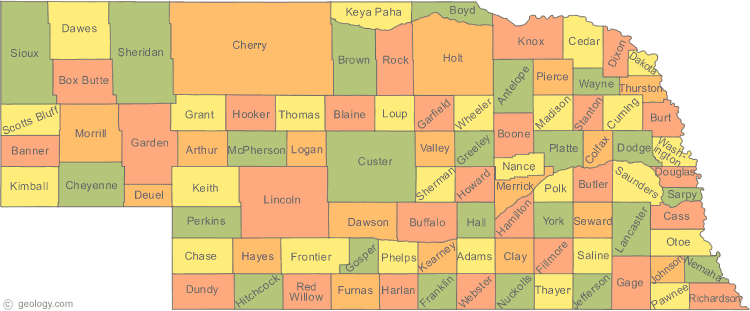 Sioux
Dawes
Sheridan
Cherry
Keya Paha
Boyd
Brown
Rock
Holt
Knox
Cedar
Dixon
Dakota
Box Butte
Antelope
Pierce
Wayne
Thurston
Scotts Bluff
Morrill
Garden
Grant
Hooker
Thomas
Blaine
Loup
Garfield
Wheeler
Madison
Stanton
Cuming
Burt
Banner
Arthur
McPherson
Logan
Custer
Valley
Greeley
Boone
Platte
Colfax
Dodge
Wash-
ington
Kimball
Cheyenne
Deuel
Keith
Lincoln
Sherman
Howard
Nance
Merrick
Polk
Butler
Saunders
Douglas
Sarpy
Perkins
Dawson
Buffalo
Hall
Hamilton
York
Seward
Lancaster
Cass
Otoe
Chase
Hayes
Frontier
Gosper
Phelps
Kearney
Adams
Clay
Fillmore
Saline
Johnson
Nemaha
Dundy
Hitchcock
Red
Willow
Furnas
Harlan
Franklin
Webster
Nuckolls
Thayer
Jefferson
Gage
Pawnee
Richardson
© geology.com